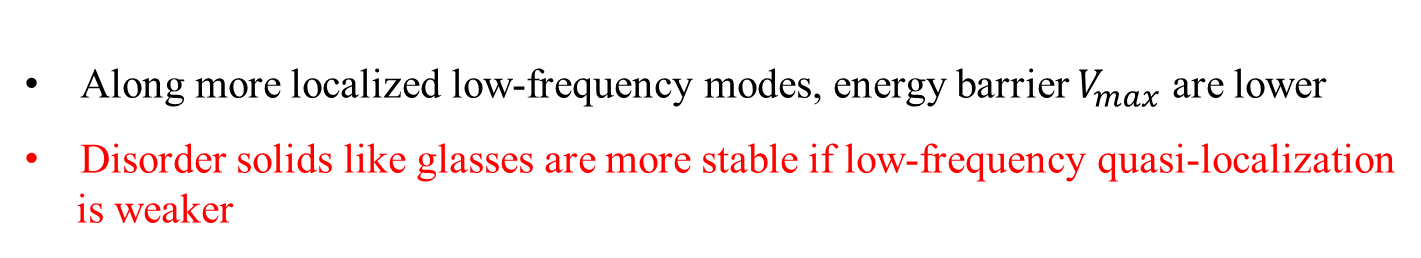 • Along more localized low-frequency modes, energy barrier V_max are lower
• Disorder solids like glasses are more stable if low-frequency quasi-localization
is weaker